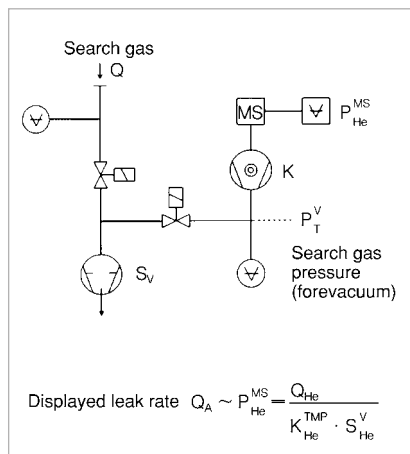 Search gas
Q
MS
P_He^MS
K
P_T^V
Search gas
pressure
(forevacuum)
S_V
Displayed leak rate Q_A ~ P_He^MS = Q_He / K_He^TMP · S_He^V